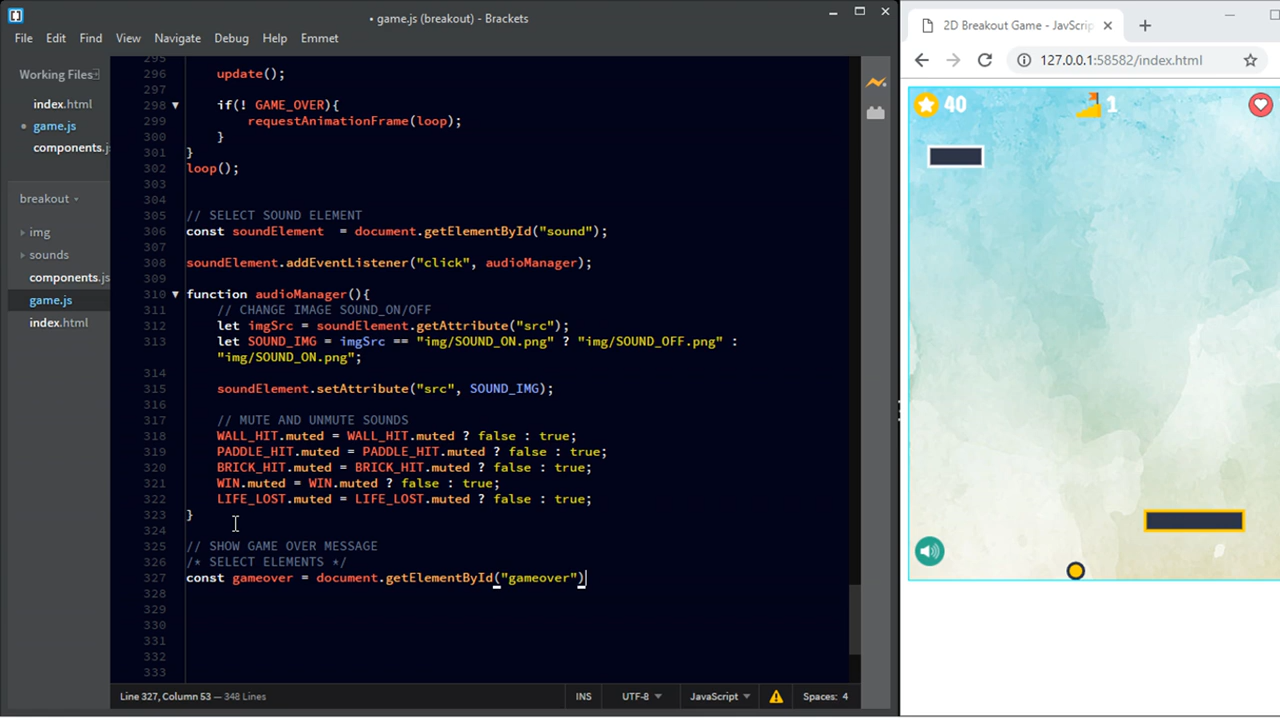 • game.js (breakout) - Brackets
File Edit Find View Navigate Debug Help Emmet
Working Files
index.html
game.js
components.j
breakout
img
sounds
components.js
game.js
index.html
295
296 update();
297
298 if(! GAME_OVER){
299 requestAnimationFrame(loop);
300 }
301 }
302 loop();
303
304
305 // SELECT SOUND ELEMENT
306 const soundElement  = document.getElementById("sound");
307
308 soundElement.addEventListener("click", audioManager);
309
310 function audioManager(){
311 // CHANGE IMAGE SOUND_ON/OFF
312 let imgSrc = soundElement.getAttribute("src");
313 let SOUND_IMG = imgSrc == "img/SOUND_ON.png" ? "img/SOUND_OFF.png" :
"img/SOUND_ON.png";
314
315 soundElement.setAttribute("src", SOUND_IMG);
316
317 // MUTE AND UNMUTE SOUNDS
318 WALL_HIT.muted = WALL_HIT.muted ? false : true;
319 PADDLE_HIT.muted = PADDLE_HIT.muted ? false : true;
320 BRICK_HIT.muted = BRICK_HIT.muted ? false : true;
321 WIN.muted = WIN.muted ? false : true;
322 LIFE_LOST.muted = LIFE_LOST.muted ? false : true;
323 }
324
325 // SHOW GAME OVER MESSAGE
326 /* SELECT ELEMENTS */
327 const gameover = document.getElementById("gameover")
328
329
330
331
332
333
Line 327, Column 53 — 348 Lines
INS UTF-8 JavaScript Spaces: 4
2D Breakout Game - JavScrip
127.0.0.1:58582/index.html
40 1